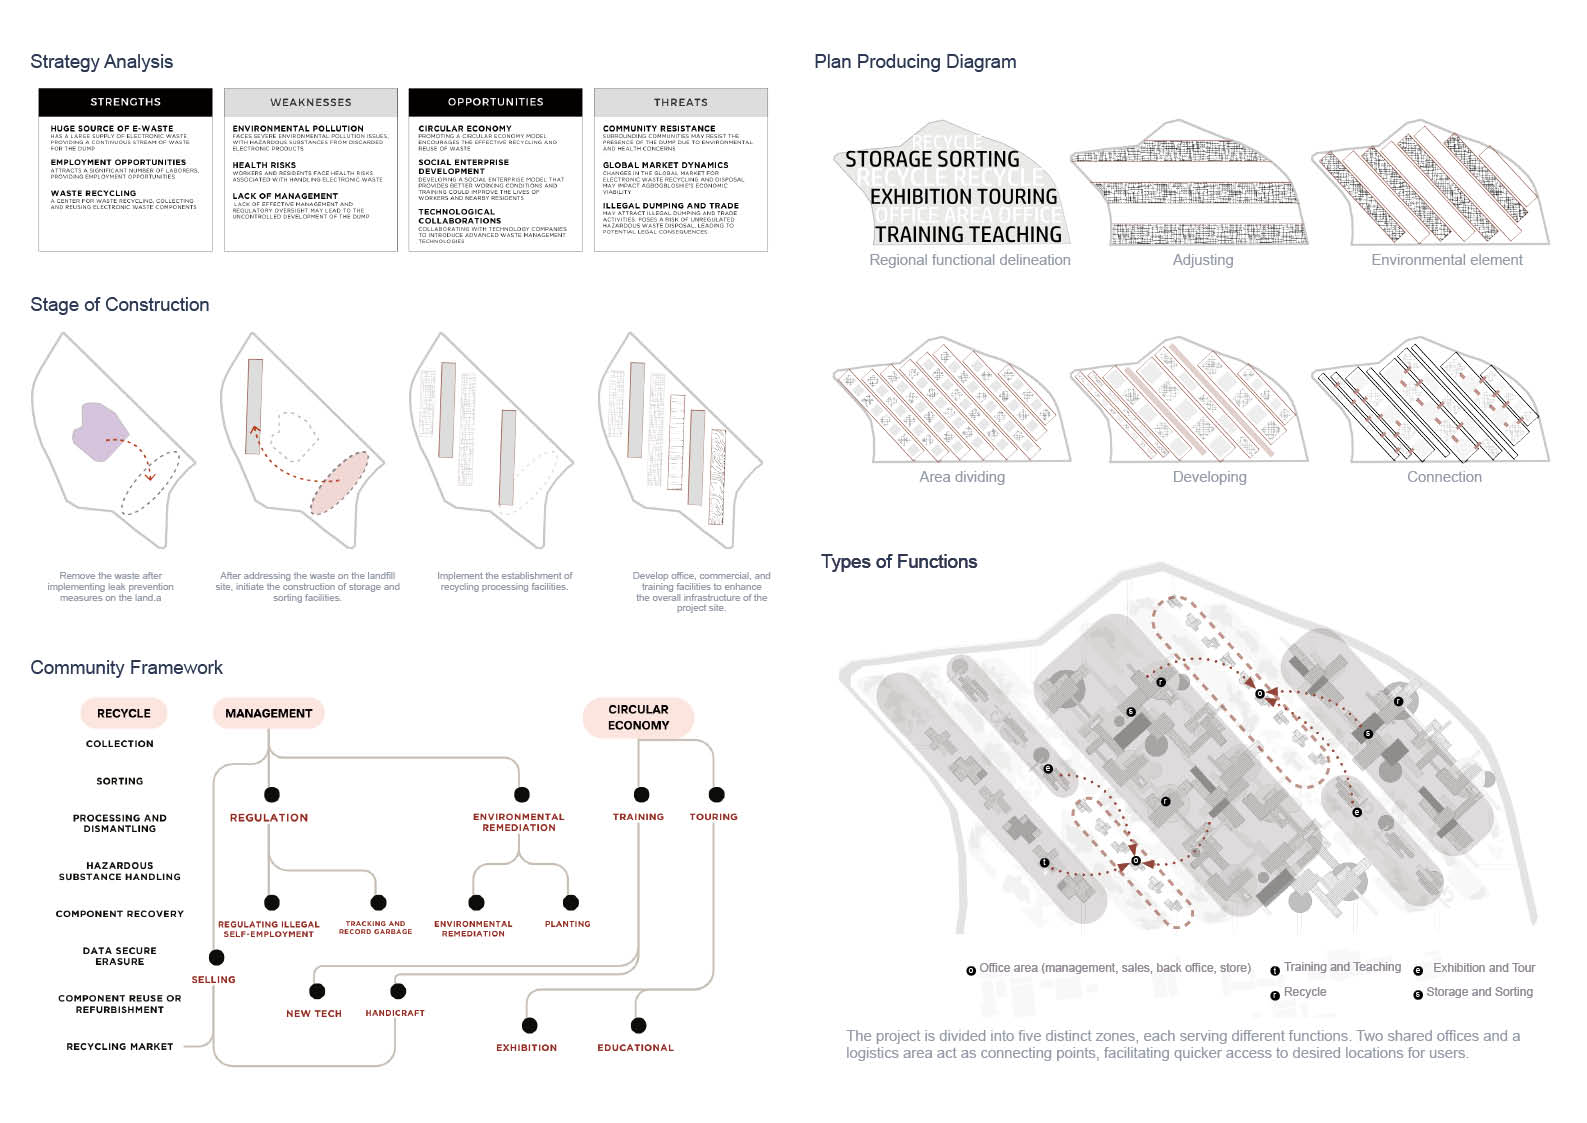 Strategy Analysis
STRENGTHS
HUGE SOURCE OF E-WASTE
HAS A LARGE SUPPLY OF ELECTRONIC WASTE
PROVIDING A CONTINUOUS STREAM OF WASTE
FOR THE DUMP
EMPLOYMENT OPPORTUNITIES
ATTRACTS A SIGNIFICANT NUMBER OF LABORERS,
PROVIDING EMPLOYMENT OPPORTUNITIES.
WASTE RECYCLING
A CENTER FOR WASTE RECYCLING, COLLECTING
AND REUSING ELECTRONIC WASTE COMPONENTS
WEAKNESSES
ENVIRONMENTAL POLLUTION
FACES SEVERE ENVIRONMENTAL POLLUTION ISSUES,
WITH HAZARDOUS SUBSTANCES FROM DISCARDED
ELECTRONIC PRODUCTS
HEALTH RISKS
WORKERS AND RESIDENTS FACE HEALTH RISKS
ASSOCIATED WITH HANDLING ELECTRONIC WASTE
LACK OF MANAGEMENT
LACK OF EFFECTIVE MANAGEMENT AND
REGULATORY OVERSIGHT MAY LEAD TO THE
UNCONTROLLED DEVELOPMENT OF THE DUMP
OPPORTUNITIES
CIRCULAR ECONOMY
PROMOTING A CIRCULAR ECONOMY MODEL
ENCOURAGES THE EFFECTIVE RECYCLING AND
REUSE OF WASTE
SOCIAL ENTERPRISE
DEVELOPMENT
DEVELOPING A SOCIAL ENTERPRISE MODEL THAT
PROVIDES BETTER WORKING CONDITIONS AND
TRAINING COULD IMPROVE THE LIVES OF
WORKERS AND NEARBY RESIDENTS
TECHNOLOGICAL
COLLABORATIONS
COLLABORATING WITH TECHNOLOGY COMPANIES
TO INTRODUCE ADVANCED WASTE MANAGEMENT
TECHNOLOGIES
THREATS
COMMUNITY RESISTANCE
SURROUNDING COMMUNITIES MAY RESIST THE
PRESENCE OF THE DUMP DUE TO ENVIRONMENTAL
AND HEALTH CONCERNS
GLOBAL MARKET DYNAMICS
CHANGES IN THE GLOBAL MARKET FOR
ELECTRONIC WASTE RECYCLING AND DISPOSAL
MAY IMPACT AGBOGBLOSHIE'S ECONOMIC
VIABILITY
ILLEGAL DUMPING AND TRADE
MAY ATTRACT ILLEGAL DUMPING AND TRADE
ACTIVITIES. POSES A RISK OF UNREGULATED
HAZARDOUS WASTE DISPOSAL, LEADING TO
POTENTIAL LEGAL CONSEQUENCES.
Plan Producing Diagram
RECYCLE
STORAGE SORTING
RECYCLE RECYCLE
EXHIBITION TOURING
OFFICE AREA OFFICE
TRAINING TEACHING
Regional functional delineation
Adjusting
Environmental element
Area dividing
Developing
Connection
Stage of Construction
Remove the waste after
implementing leak prevention
measures on the land.a
After addressing the waste on the landfill
site, initiate the construction of storage and
sorting facilities.
Implement the establishment of
recycling processing facilities.
Develop office, commercial, and
training facilities to enhance
the overall infrastructure of the
project site.
Community Framework
RECYCLE
COLLECTION
SORTING
PROCESSING AND
DISMANTLING
HAZARDOUS
SUBSTANCE HANDLING
COMPONENT RECOVERY
DATA SECURE
ERASURE
COMPONENT REUSE OR
REFURBISHMENT
RECYCLING MARKET
MANAGEMENT
REGULATION
ENVIRONMENTAL
REMEDIATION
REGULATING ILLEGAL
SELF-EMPLOYMENT
TRACKING AND
RECORD GARBAGE
ENVIRONMENTAL
REMEDIATION
PLANTING
SELLING
CIRCULAR
ECONOMY
TRAINING
TOURING
NEW TECH
HANDICRAFT
EXHIBITION
EDUCATIONAL
Types of Functions
r
o
r
s
s
e
r
e
t
o
o Office area (management, sales, back office, store)
t Training and Teaching
e Exhibition and Tour
r Recycle
s Storage and Sorting
The project is divided into five distinct zones, each serving different functions. Two shared offices and a
logistics area act as connecting points, facilitating quicker access to desired locations for users.